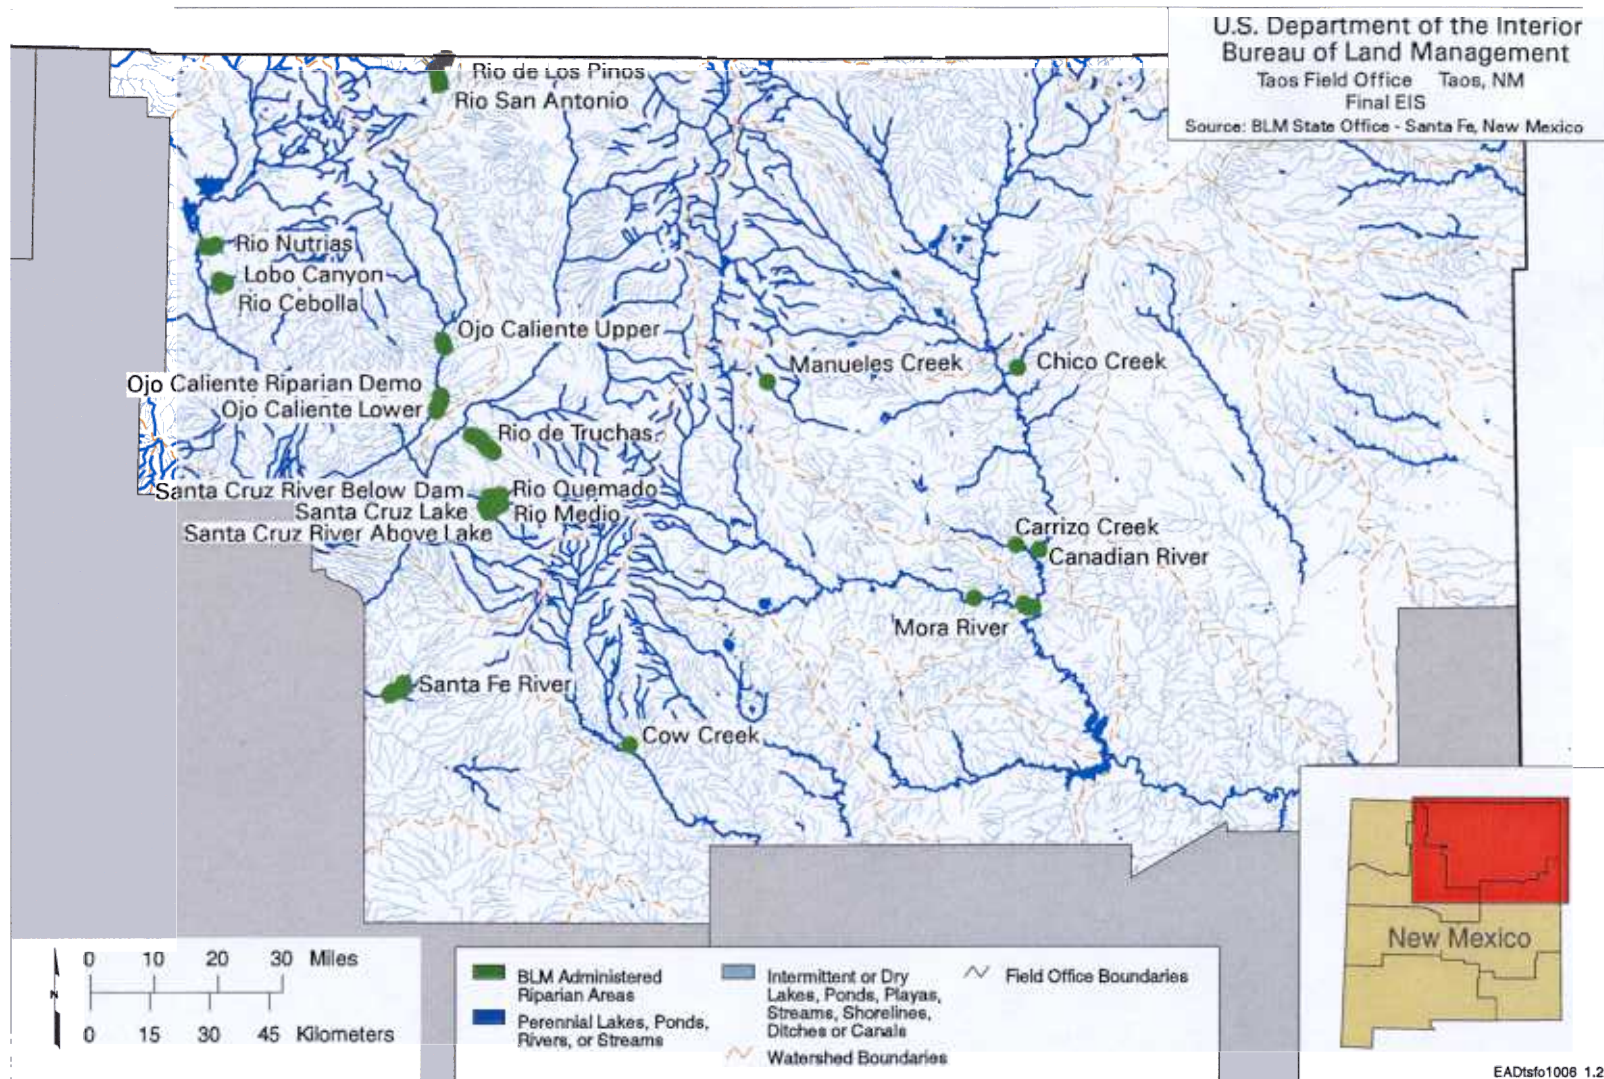 U.S. Department of the Interior
Bureau of Land Management
Taos Field Office Taos, NM
Final EIS
Source: BLM State Office - Santa Fe, New Mexico
Rio de Los Pinos
Rio San Antonio
Rio Nutrias
Lobo Canyon
Rio Cebolla
Ojo Caliente Upper
Manueles Creek
Chico Creek
Ojo Caliente Riparian Demo
Ojo Caliente Lower
Rio de Truchas
Santa Cruz River Below Dam
Rio Quemado
Santa Cruz Lake
Rio Medio
Santa Cruz River Above Lake
Carrizo Creek
Canadian River
Mora River
Santa Fe River
Cow Creek
New Mexico
0 10 20 30 Miles
N
0 15 30 45 Kilometers
BLM Administered
Riparian Areas
Perennial Lakes, Ponds,
Rivers, or Streams
Intermittent or Dry
Lakes, Ponds, Playas,
Streams, Shorelines,
Ditches or Canals
Watershed Boundaries
Field Office Boundaries
EADtsfo1006 1.2